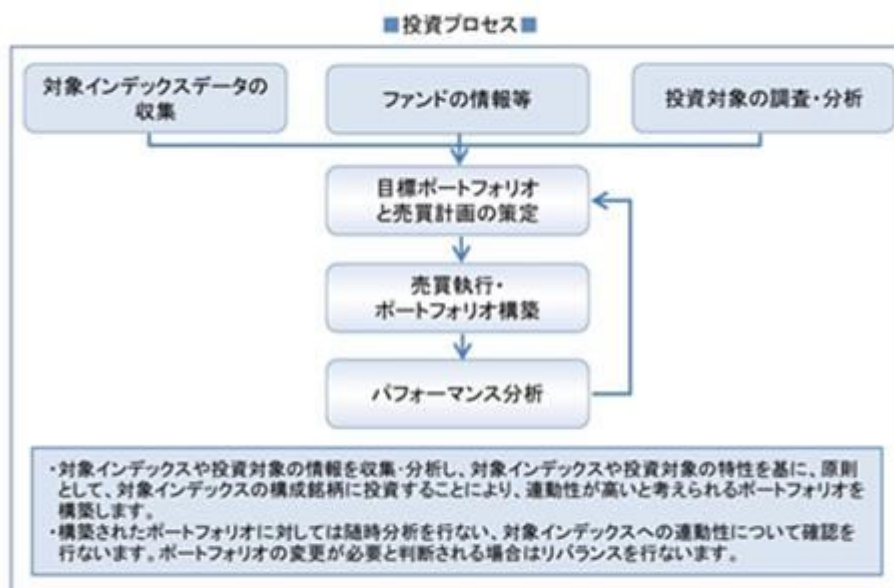 ■投資プロセス■
対象インデックスデータの
収集
ファンドの情報等
投資対象の調査・分析
目標ポートフォリオ
と売買計画の策定
売買執行・
ポートフォリオ構築
パフォーマンス分析
・対象インデックスや投資対象の情報を収集・分析し、対象インデックスや投資対象の特性を基に、原則
として、対象インデックスの構成銘柄に投資することにより、連動性が高いと考えられるポートフォリオを
構築します。
・構築されたポートフォリオに対しては随時分析を行ない、対象インデックスへの連動性について確認を
行ないます。ポートフォリオの変更が必要と判断される場合はリバランスを行ないます。